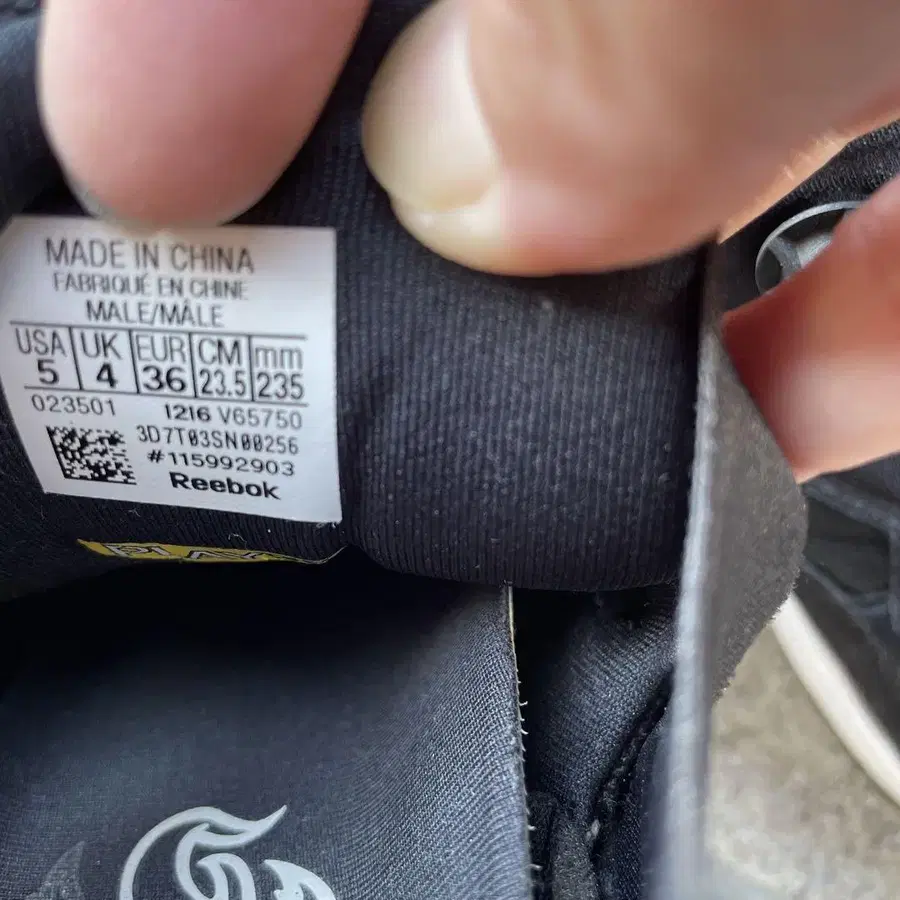 MADE IN CHINA
FABRIQUÉ EN CHINE
MALE/MÂLE
USA UK EUR CM mm
5 4 36 23.5 235
023501 1216 V65750
3D7T03SN00256
#115992903
Reebok